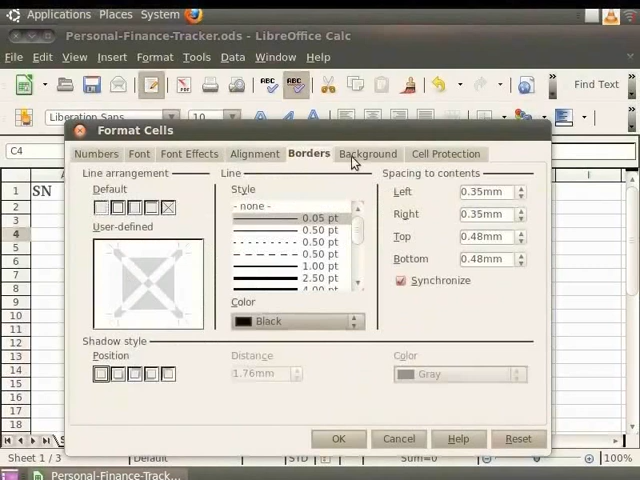 Applications Places System
Personal-Finance-Tracker.ods - LibreOffice Calc
File Edit View Insert Format Tools Data Window Help
ABC ABC Find Text
Liberation Sans 10
C4
Format Cells
Numbers Font Font Effects Alignment Borders Background Cell Protection
Line arrangement Line Spacing to contents
Default Style Left 0.35mm
- none -
0.05 pt Right 0.35mm
User-defined 0.50 pt
0.50 pt Top 0.48mm
0.50 pt Bottom 0.48mm
1.00 pt
2.50 pt Synchronize
4.00 pt
Color
Black
Shadow style
Position Distance Color
1.76mm Gray
OK Cancel Help Reset
I
1 SN
2
3
4
5
6
7
8
9
10
11
12
13
14
15
16
17
18
Sheet 1 / 3 Default STD Sum=0 100%
Personal-Finance-Track...